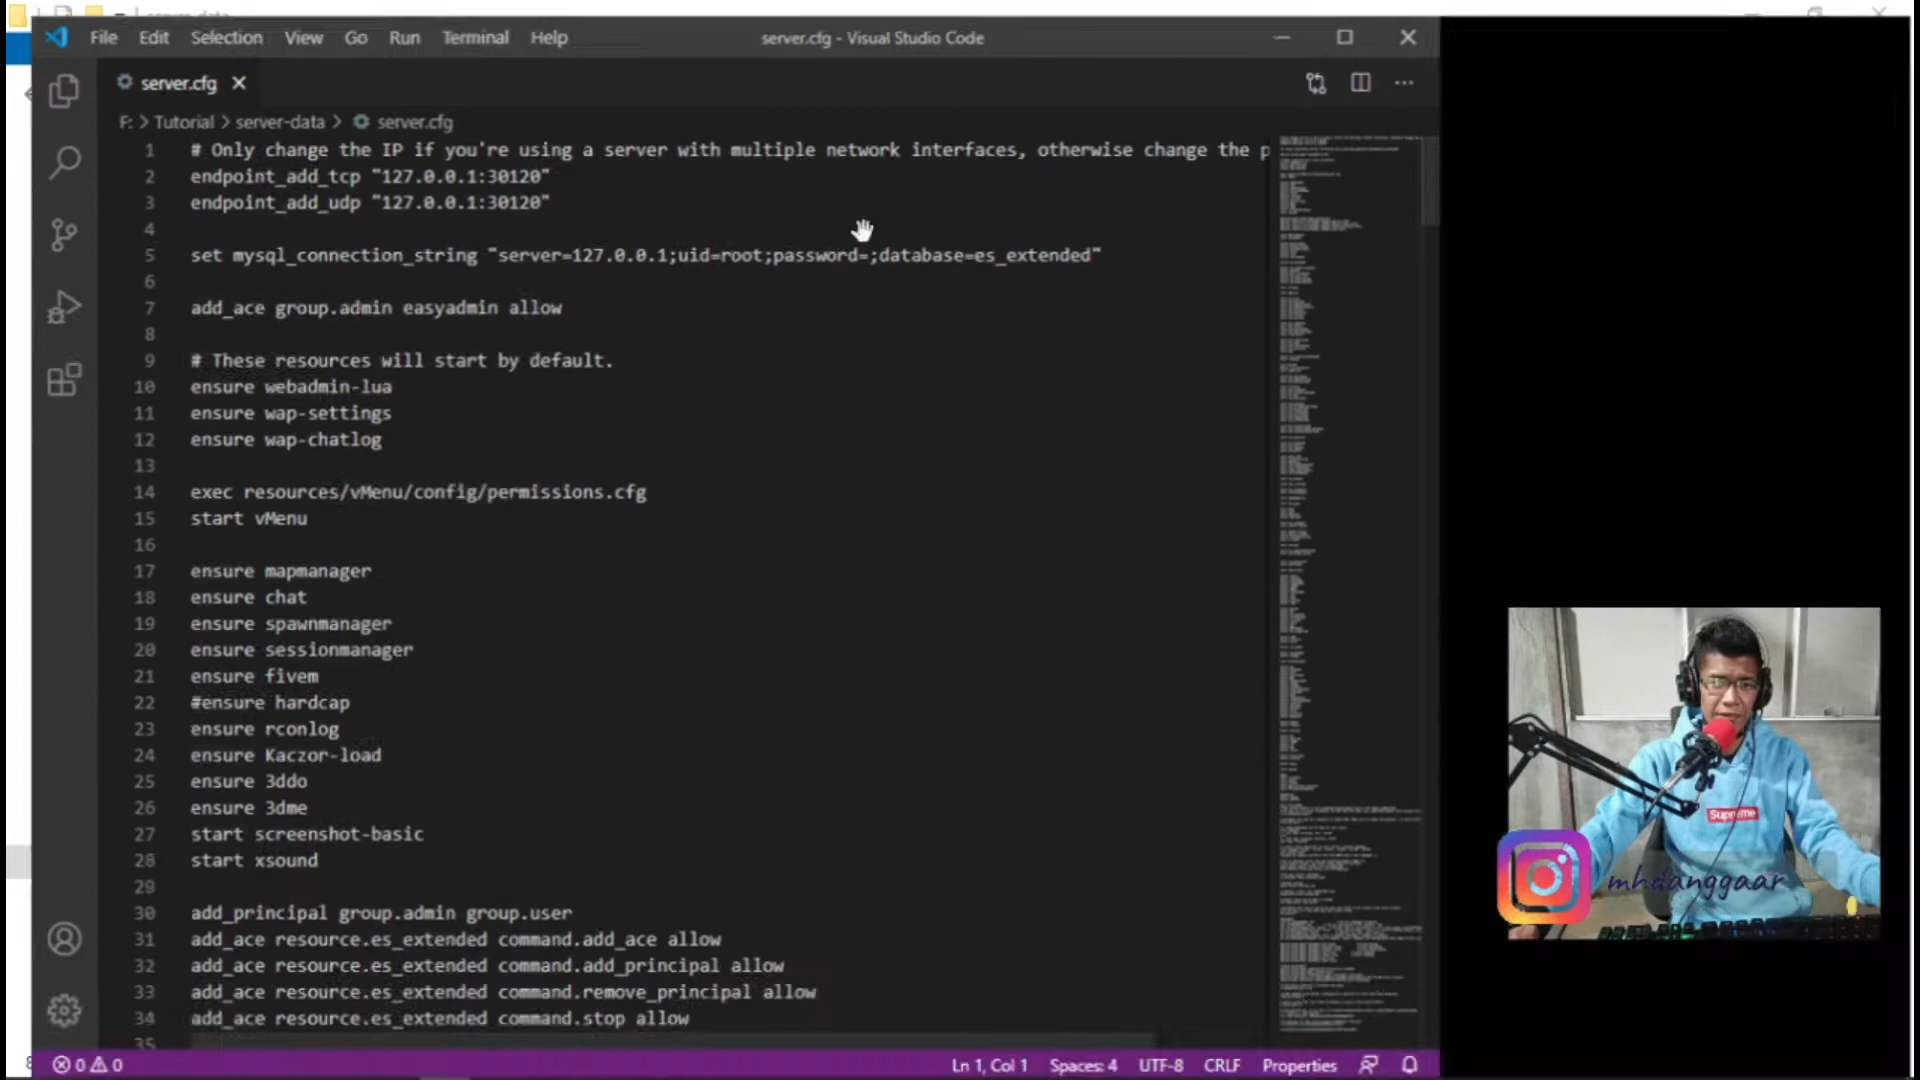 File Edit Selection View Go Run Terminal Help server.cfg - Visual Studio Code
server.cfg
F: > Tutorial > server-data > server.cfg
1 # Only change the IP if you're using a server with multiple network interfaces, otherwise change the p
2 endpoint_add_tcp "127.0.0.1:30120"
3 endpoint_add_udp "127.0.0.1:30120"
4
5 set mysql_connection_string "server=127.0.0.1;uid=root;password=;database=es_extended"
6
7 add_ace group.admin easyadmin allow
8
9 # These resources will start by default.
10 ensure webadmin-lua
11 ensure wap-settings
12 ensure wap-chatlog
13
14 exec resources/vMenu/config/permissions.cfg
15 start vMenu
16
17 ensure mapmanager
18 ensure chat
19 ensure spawnmanager
20 ensure sessionmanager
21 ensure fivem
22 #ensure hardcap
23 ensure rconlog
24 ensure Kaczor-load
25 ensure 3ddo
26 ensure 3dme
27 start screenshot-basic
28 start xsound
29
30 add_principal group.admin group.user
31 add_ace resource.es_extended command.add_ace allow
32 add_ace resource.es_extended command.add_principal allow
33 add_ace resource.es_extended command.remove_principal allow
34 add_ace resource.es_extended command.stop allow
35
0 0 Ln 1, Col 1 Spaces: 4 UTF-8 CRLF Properties
Supreme
mhdanggaar